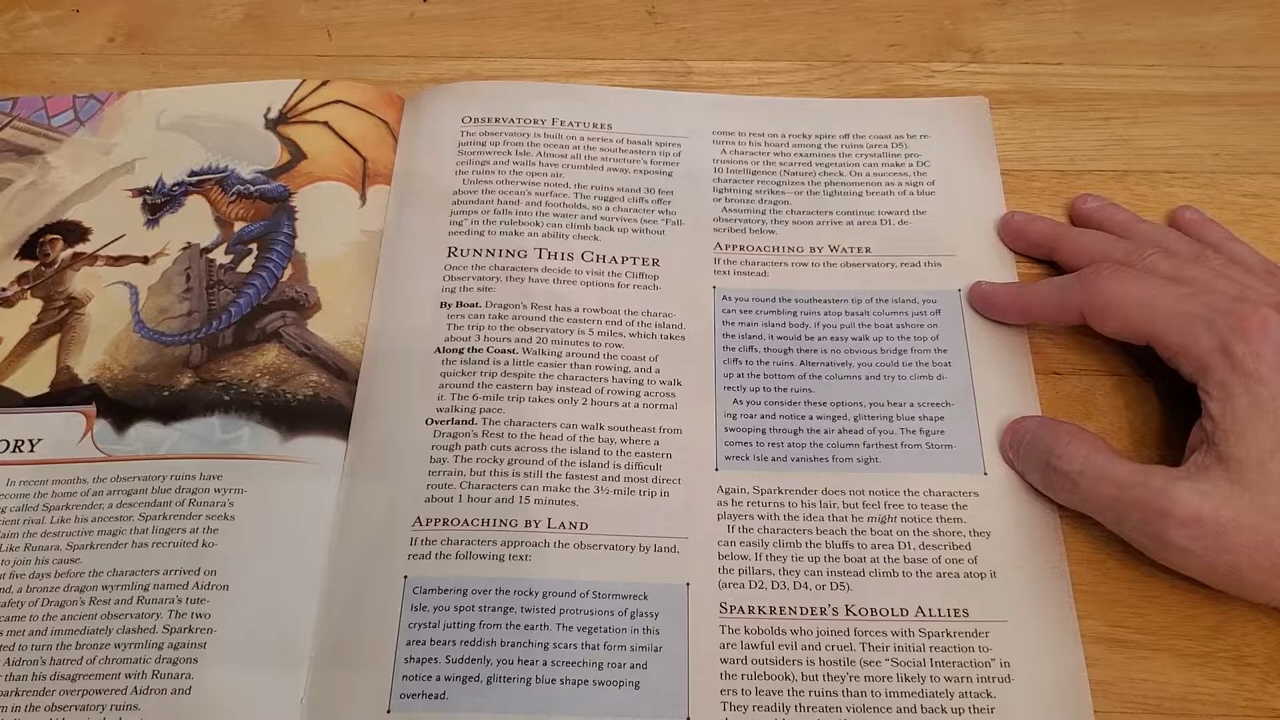 ORY
In recent months, the observatory ruins have
ecome the home of an arrogant blue dragon wyrm-
g called Sparkrender, a descendant of Runara's
cient rival. Like his ancestor, Sparkrender seeks
laim the destructive magic that lingers at the
Like Runara, Sparkrender has recruited ko-
to join his cause.
t five days before the characters arrived on
nd, a bronze dragon wyrmling named Aidron
afety of Dragon's Rest and Runara's tute-
came to the ancient observatory. The two
s met and immediately clashed. Sparkren-
ted to turn the bronze wyrmling against
Aidron's hatred of chromatic dragons
r than his disagreement with Runara.
parkrender overpowered Aidron and
n in the observatory ruins.
OBSERVATORY FEATURES
The observatory is built on a series of basalt spires
jutting up from the ocean at the southeastern tip of
Stormwreck Isle. Almost all the structure's former
ceilings and walls have crumbled away, exposing
the ruins to the open air.
Unless otherwise noted, the ruins stand 30 feet
above the ocean's surface. The rugged cliffs offer
abundant hand- and footholds, so a character who
jumps or falls into the water and survives (see "Fall-
ing" in the rulebook) can climb back up without
needing to make an ability check.
RUNNING THIS CHAPTER
Once the characters decide to visit the Clifftop
Observatory, they have three options for reach-
ing the site:
By Boat. Dragon's Rest has a rowboat the charac-
ters can take around the eastern end of the island.
The trip to the observatory is 5 miles, which takes
about 3 hours and 20 minutes to row.
Along the Coast. Walking around the coast of
the island is a little easier than rowing, and a
quicker trip despite the characters having to walk
around the eastern bay instead of rowing across
it. The 6-mile trip takes only 2 hours at a normal
walking pace.
Overland. The characters can walk southeast from
Dragon's Rest to the head of the bay, where a
rough path cuts across the island to the eastern
bay. The rocky ground of the island is difficult
terrain, but this is still the fastest and most direct
route. Characters can make the 3½-mile trip in
about 1 hour and 15 minutes.
APPROACHING BY LAND
If the characters approach the observatory by land,
read the following text:
Clambering over the rocky ground of Stormwreck
Isle, you spot strange, twisted protrusions of glassy
crystal jutting from the earth. The vegetation in this
area bears reddish branching scars that form similar
shapes. Suddenly, you hear a screeching roar and
notice a winged, glittering blue shape swooping
overhead.
come to rest on a rocky spire off the coast as he re-
turns to his hoard among the ruins (area D5).
A character who examines the crystalline pro-
trusions or the scarred vegetation can make a DC
10 Intelligence (Nature) check. On a success, the
character recognizes the phenomenon as a sign of
lightning strikes—or the lightning breath of a blue
or bronze dragon.
Assuming the characters continue toward the
observatory, they soon arrive at area D1, de-
scribed below.
APPROACHING BY WATER
If the characters row to the observatory, read this
text instead:
As you round the southeastern tip of the island, you
can see crumbling ruins atop basalt columns just off
the main island body. If you pull the boat ashore on
the island, it would be an easy walk up to the top of
the cliffs, though there is no obvious bridge from the
cliffs to the ruins. Alternatively, you could tie the boat
up at the bottom of the columns and try to climb di-
rectly up to the ruins.
As you consider these options, you hear a screech-
ing roar and notice a winged, glittering blue shape
swooping through the air ahead of you. The figure
comes to rest atop the column farthest from Storm-
wreck Isle and vanishes from sight.
Again, Sparkrender does not notice the characters
as he returns to his lair, but feel free to tease the
players with the idea that he might notice them.
If the characters beach the boat on the shore, they
can easily climb the bluffs to area D1, described
below. If they tie up the boat at the base of one of
the pillars, they can instead climb to the area atop it
(area D2, D3, D4, or D5).
SPARKRENDER'S KOBOLD ALLIES
The kobolds who joined forces with Sparkrender
are lawful evil and cruel. Their initial reaction to-
ward outsiders is hostile (see "Social Interaction" in
the rulebook), but they're more likely to warn intrud-
ers to leave the ruins than to immediately attack.
They readily threaten violence and back up their